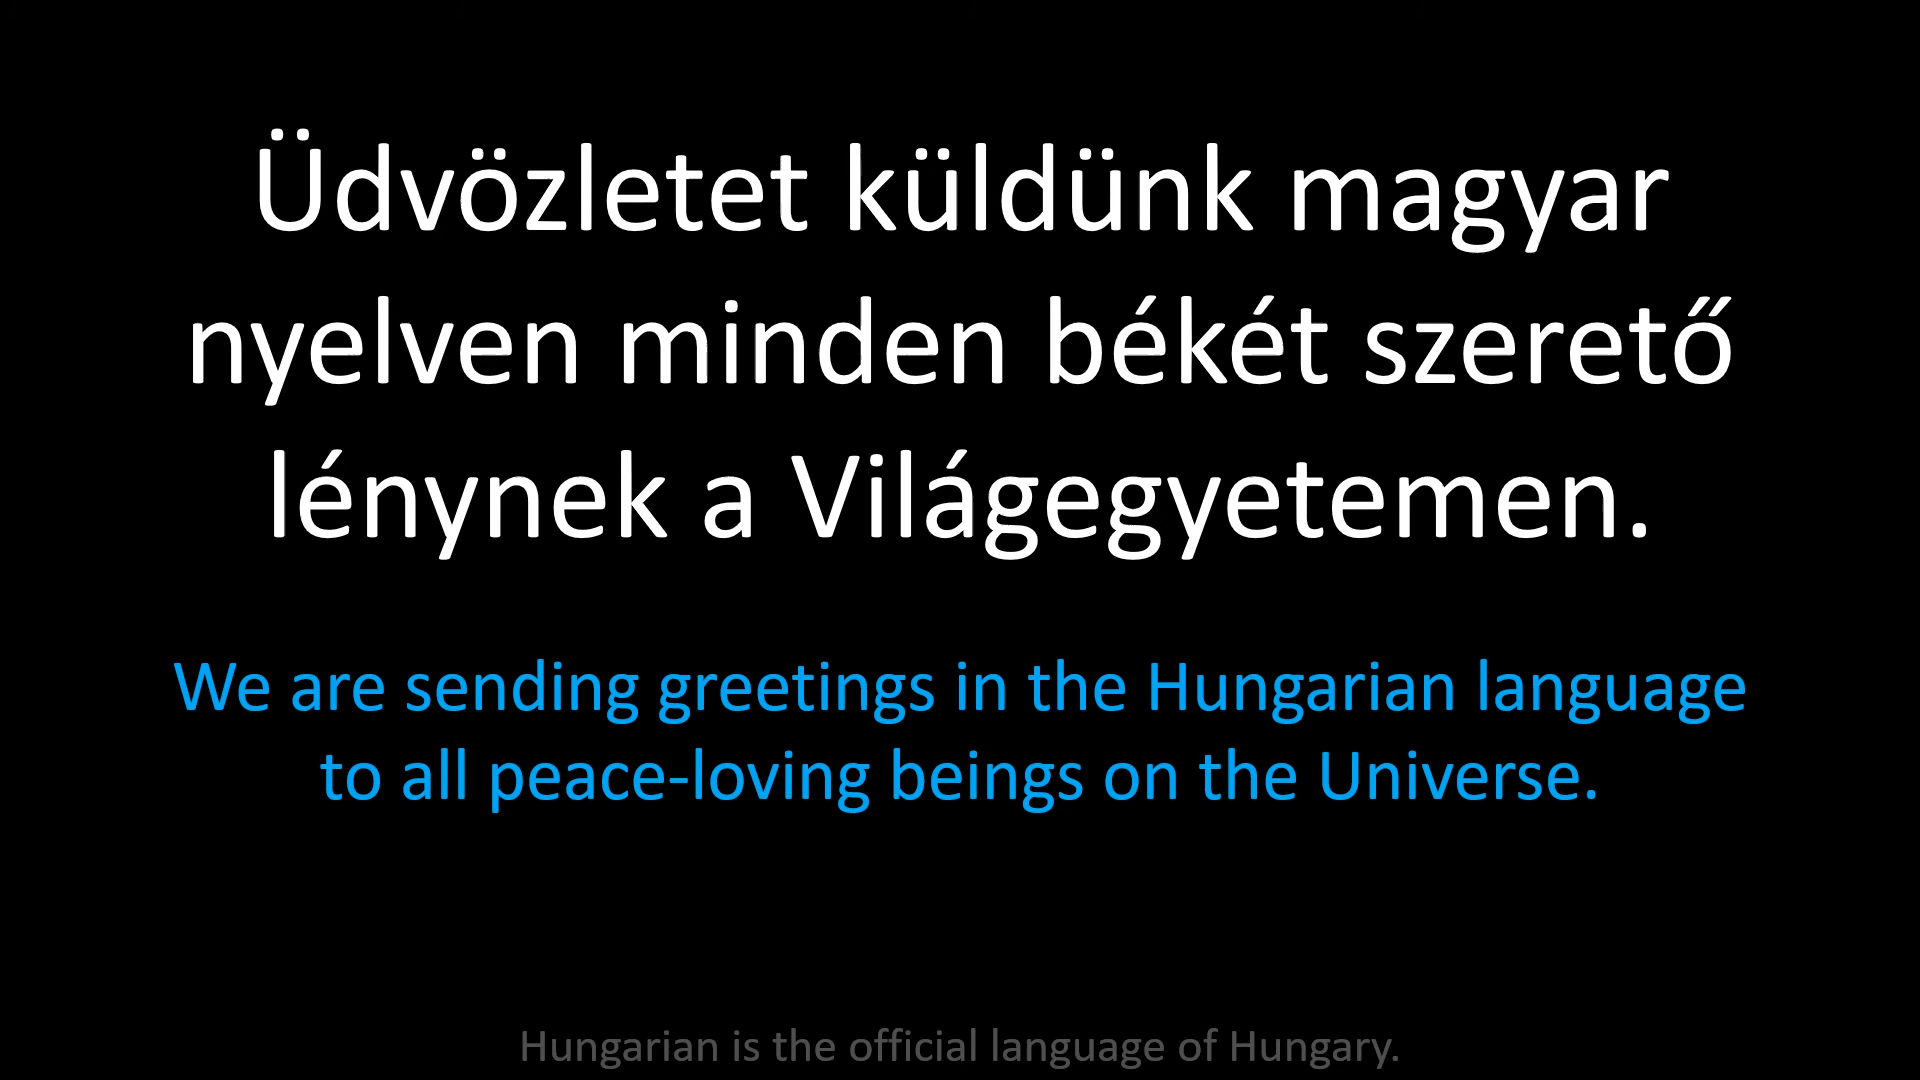 Üdvözletet küldünk magyar
nyelven minden békét szerető
lénynek a Világegyetemen.
We are sending greetings in the Hungarian language
to all peace-loving beings on the Universe.
Hungarian is the official language of Hungary.